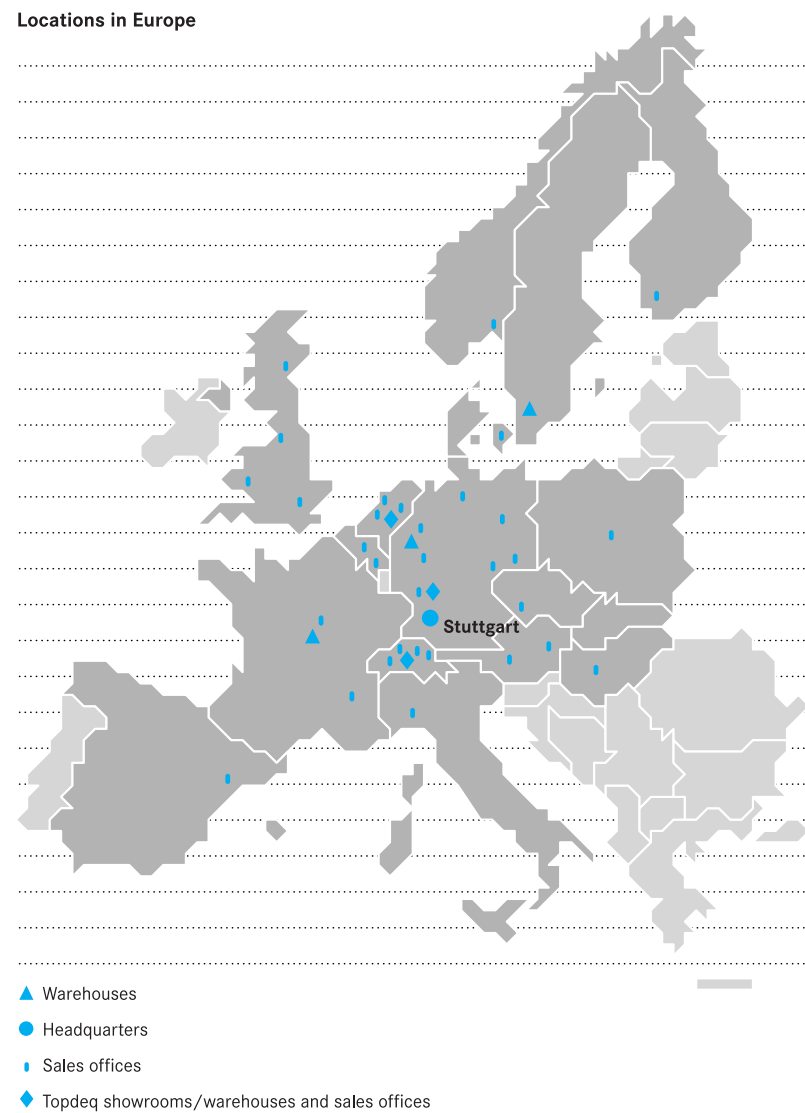 Locations in Europe
Stuttgart
Warehouses
Headquarters
Sales offices
Topdeq showrooms/warehouses and sales offices